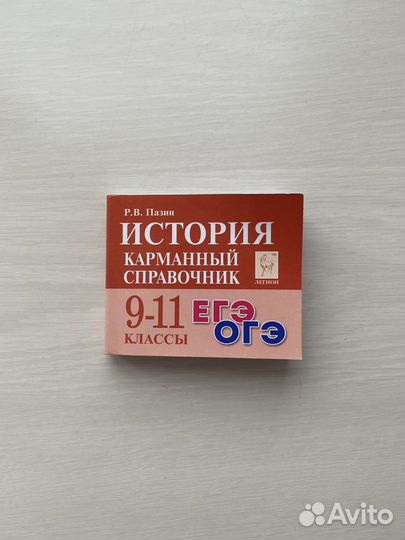 Р.В. Пазин
ИСТОРИЯ
КАРМАННЫЙ
СПРАВОЧНИК
ЛЕГИОН
9-11
КЛАССЫ
ЕГЭ
ОГЭ
Avito